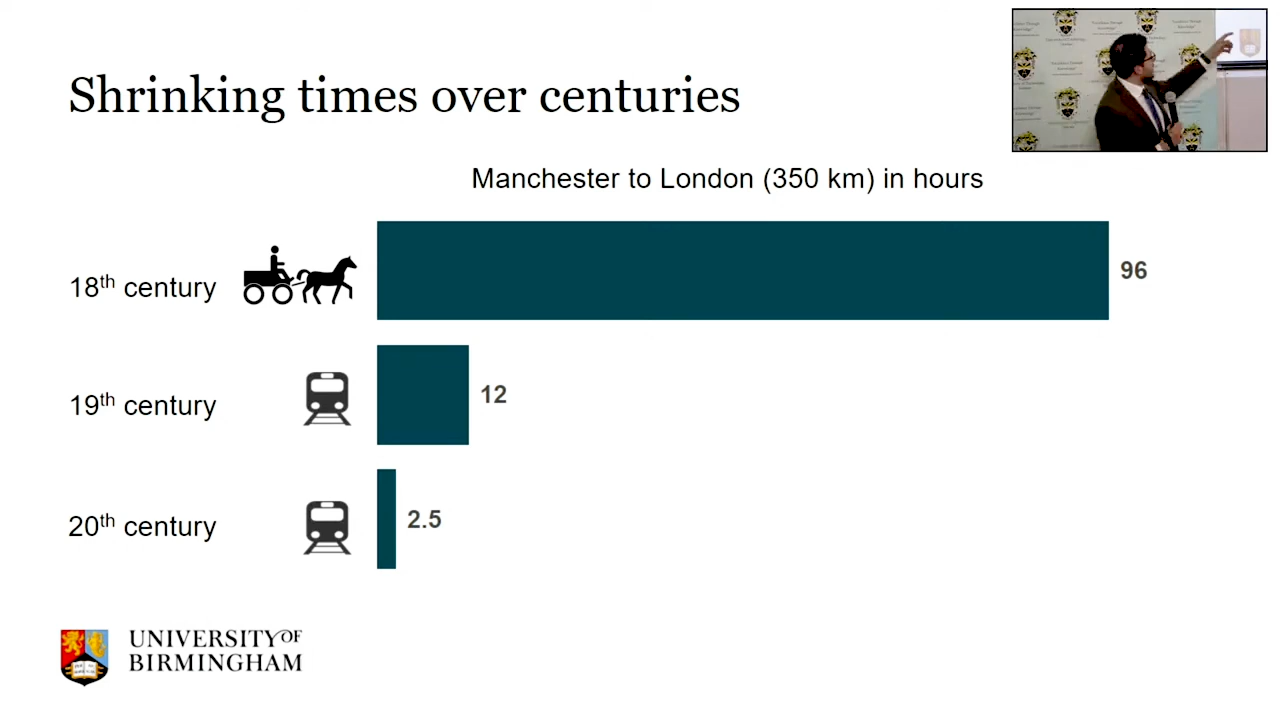 Shrinking times over centuries
Manchester to London (350 km) in hours
18th century
96
19th century
12
20th century
2.5
UNIVERSITY OF
BIRMINGHAM